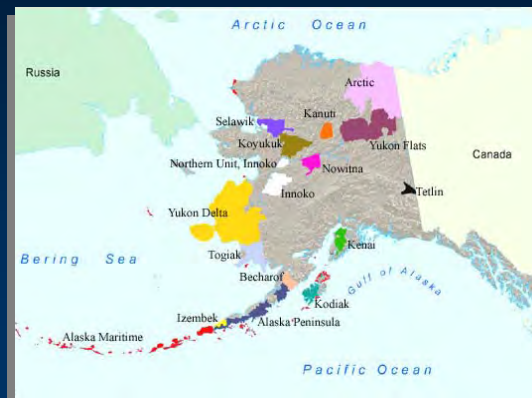 Arctic Ocean
Russia
Arctic
Kanuti
Selawik
Koyukuk
Yukon Flats
Canada
Northern Unit, Innoko
Nowitna
Innoko
Tetlin
Yukon Delta
Kenai
Togiak
Bering Sea
Becharof
Gulf of Alaska
Kodiak
Izembek
Alaska Peninsula
Alaska Maritime
Pacific Ocean